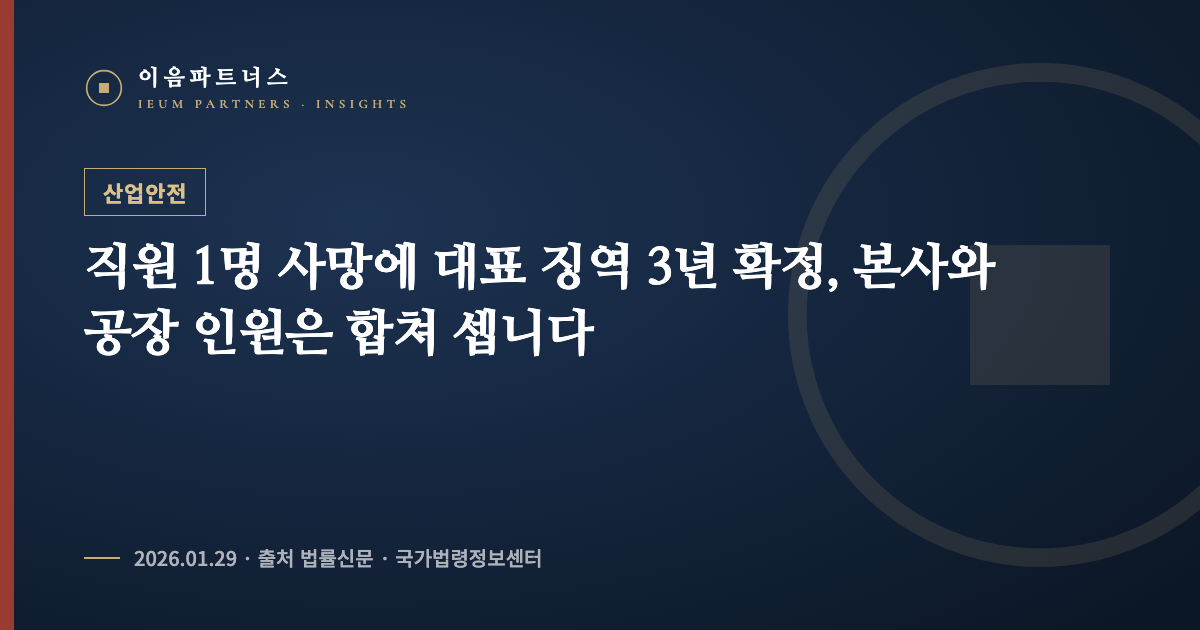 이음파트너스
IEUM PARTNERS · INSIGHTS
산업안전
직원 1명 사망에 대표 징역 3년 확정, 본사와
공장 인원은 합쳐 셉니다
2026.01.29 · 출처 법률신문 · 국가법령정보센터